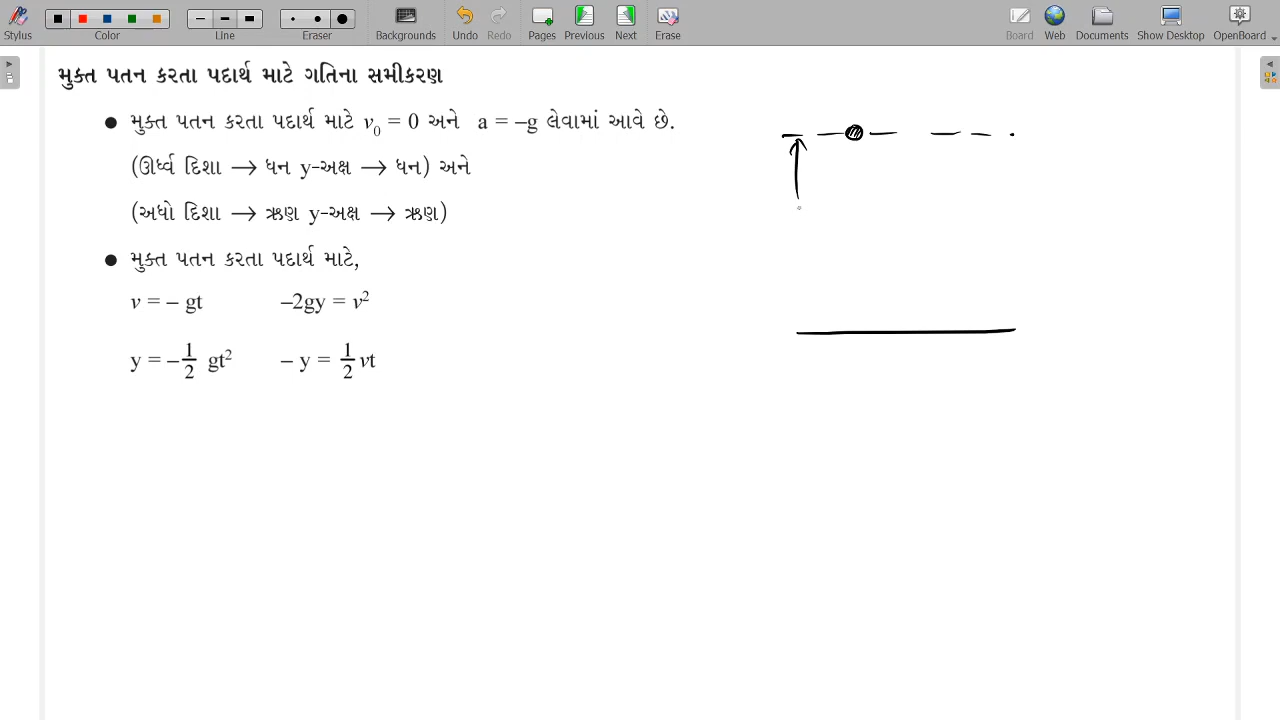 Stylus Color Line Eraser Backgrounds Undo Redo Pages Previous Next Erase Board Web Documents Show Desktop OpenBoard
મુક્ત પતન કરતા પદાર્થ માટે ગતિના સમીકરણ
● મુક્ત પતન કરતા પદાર્થ માટે v₀ = 0 અને a = –g લેવામાં આવે છે.
(ઊર્ધ્વ દિશા → ધન y-અક્ષ → ધન) અને
(અધો દિશા → ઋણ y-અક્ષ → ઋણ)
● મુક્ત પતન કરતા પદાર્થ માટે,
v = – gt –2gy = v²
y = –1/2 gt² – y = 1/2 vt